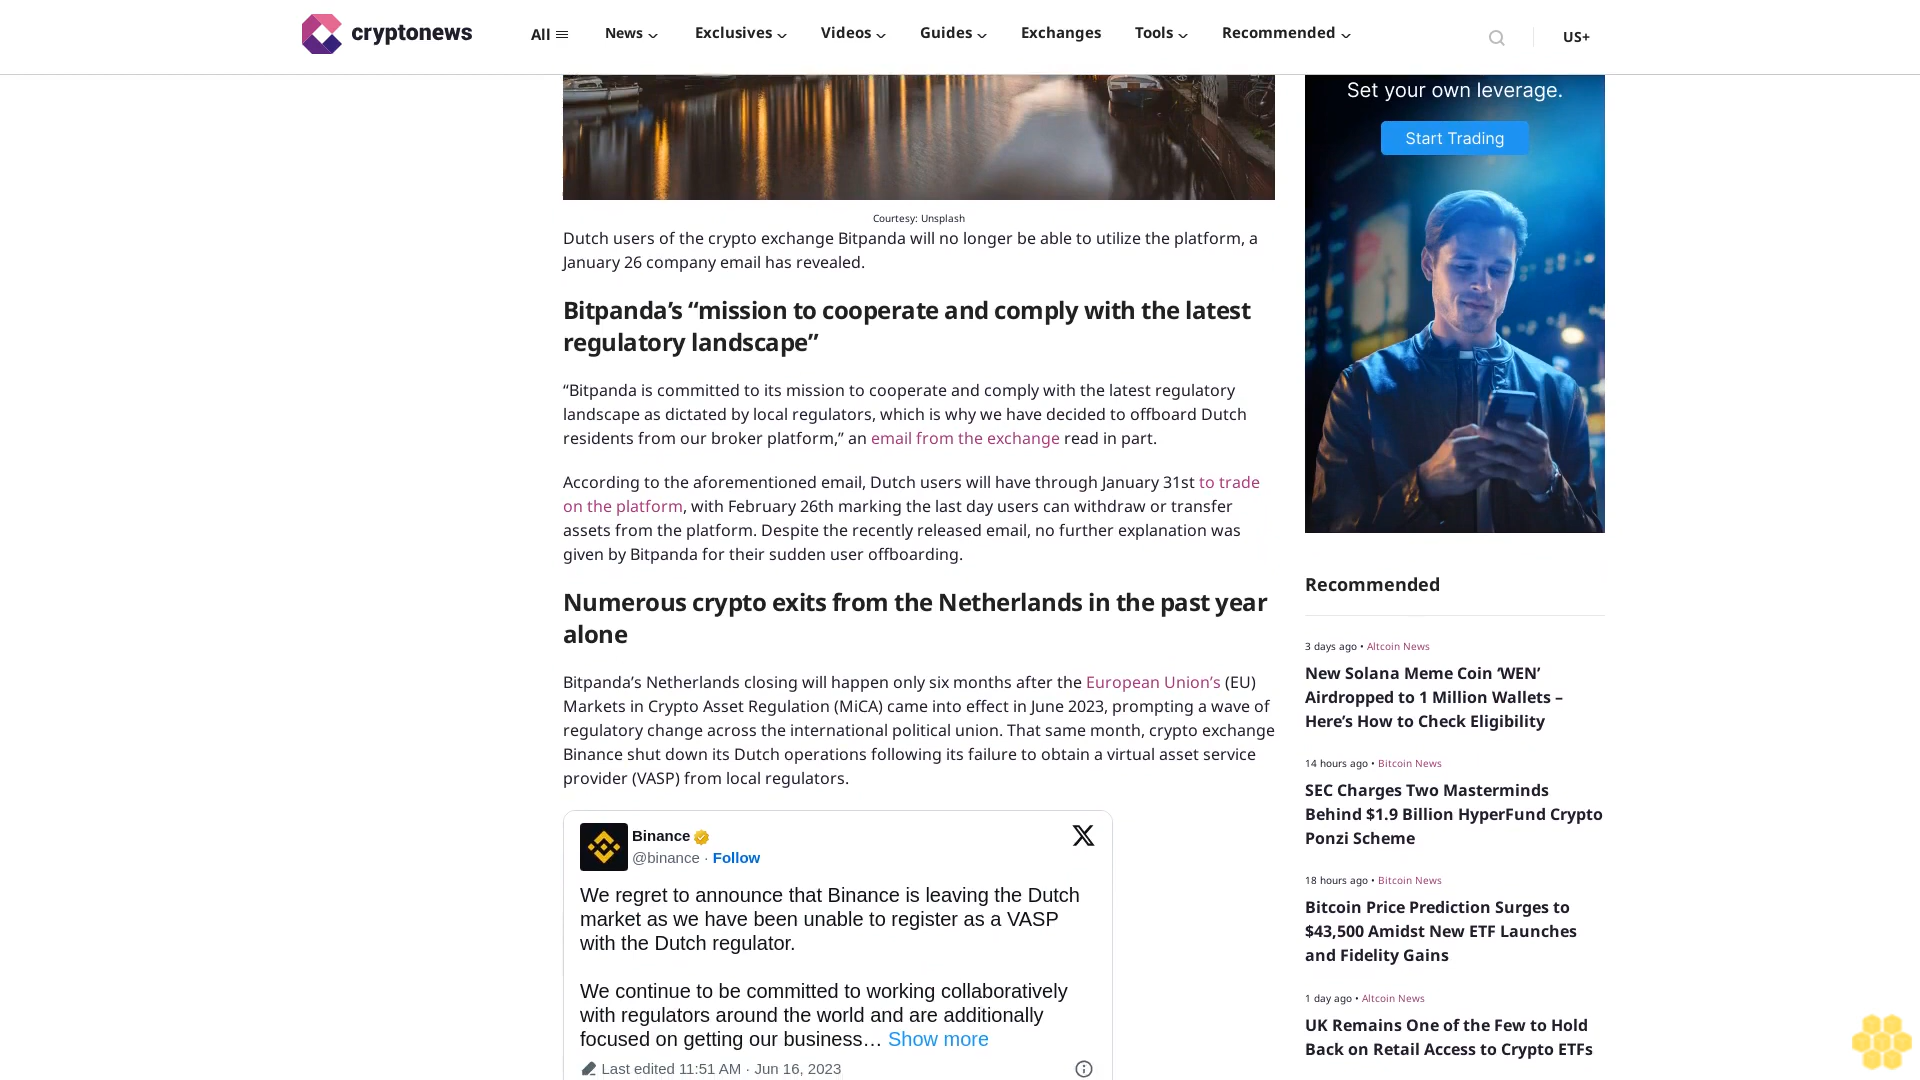 cryptonews
All
News
Exclusives
Videos
Guides
Exchanges
Tools
Recommended
US+
Courtesy: Unsplash
Dutch users of the crypto exchange Bitpanda will no longer be able to utilize the platform, a
January 26 company email has revealed.
Bitpanda’s “mission to cooperate and comply with the latest
regulatory landscape”
“Bitpanda is committed to its mission to cooperate and comply with the latest regulatory
landscape as dictated by local regulators, which is why we have decided to offboard Dutch
residents from our broker platform,” an email from the exchange read in part.
According to the aforementioned email, Dutch users will have through January 31st to trade
on the platform, with February 26th marking the last day users can withdraw or transfer
assets from the platform. Despite the recently released email, no further explanation was
given by Bitpanda for their sudden user offboarding.
Numerous crypto exits from the Netherlands in the past year
alone
Bitpanda’s Netherlands closing will happen only six months after the European Union’s (EU)
Markets in Crypto Asset Regulation (MiCA) came into effect in June 2023, prompting a wave of
regulatory change across the international political union. That same month, crypto exchange
Binance shut down its Dutch operations following its failure to obtain a virtual asset service
provider (VASP) from local regulators.
Binance
@binance · Follow
We regret to announce that Binance is leaving the Dutch
market as we have been unable to register as a VASP
with the Dutch regulator.
We continue to be committed to working collaboratively
with regulators around the world and are additionally
focused on getting our business… Show more
Last edited 11:51 AM · Jun 16, 2023
Set your own leverage.
Start Trading
Recommended
3 days ago • Altcoin News
New Solana Meme Coin ‘WEN’
Airdropped to 1 Million Wallets –
Here’s How to Check Eligibility
14 hours ago • Bitcoin News
SEC Charges Two Masterminds
Behind $1.9 Billion HyperFund Crypto
Ponzi Scheme
18 hours ago • Bitcoin News
Bitcoin Price Prediction Surges to
$43,500 Amidst New ETF Launches
and Fidelity Gains
1 day ago • Altcoin News
UK Remains One of the Few to Hold
Back on Retail Access to Crypto ETFs